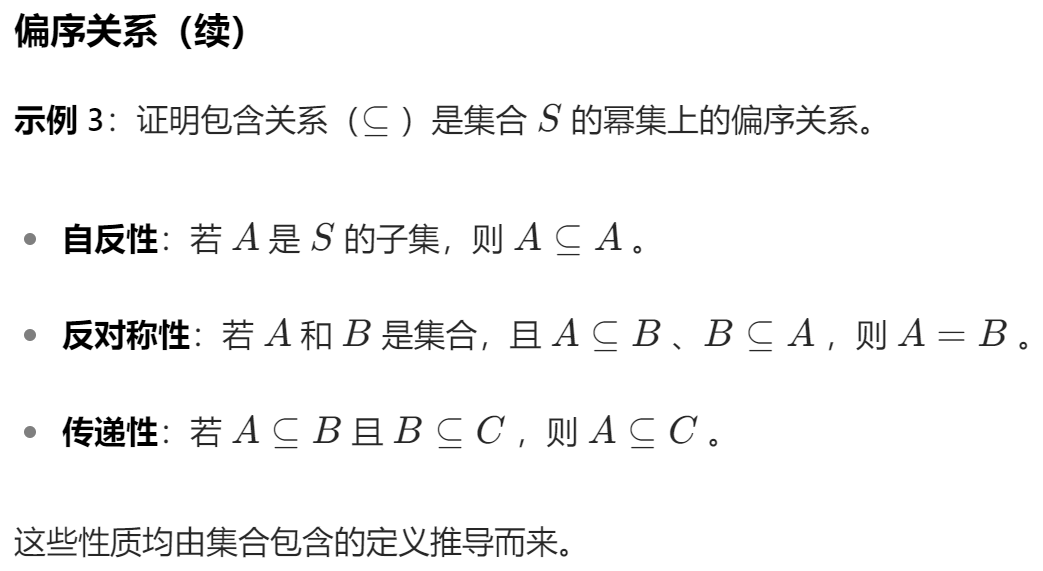 偏序关系（续）
示例 3：证明包含关系（⊆ ）是集合 S 的幂集上的偏序关系。
• 自反性：若 A 是 S 的子集，则 A ⊆ A 。
• 反对称性：若 A 和 B 是集合，且 A ⊆ B 、B ⊆ A ，则 A = B 。
• 传递性：若 A ⊆ B 且 B ⊆ C ，则 A ⊆ C 。
这些性质均由集合包含的定义推导而来。